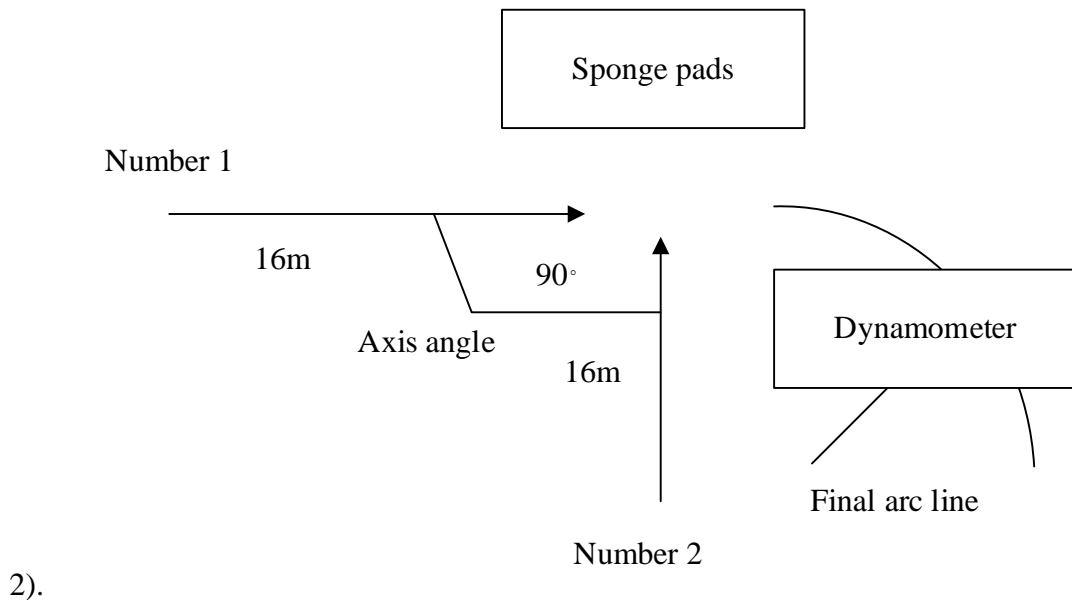 Sponge pads
Number 1
16m
90°
Dynamometer
Axis angle
16m
Final arc line
Number 2
2).